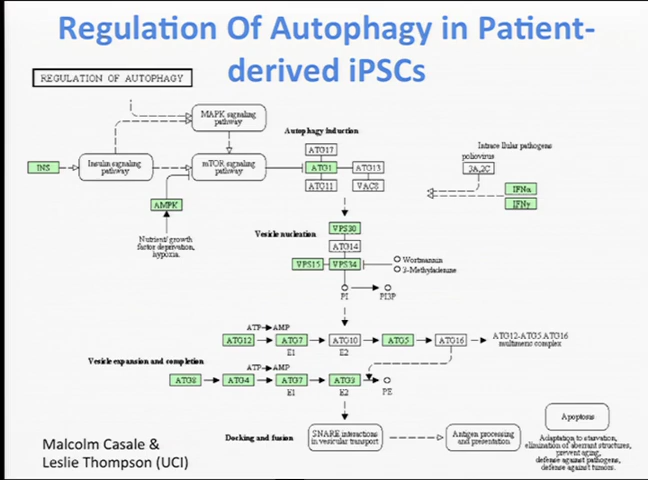 Regulation Of Autophagy in Patient-
derived iPSCs
REGULATION OF AUTOPHAGY
MAPK signaling
pathway
Autophagy induction
Intracellular pathogens
poliovirus
2A, 2C
INS
Insulin signaling
pathway
mTOR signaling
pathway
ATG17
ATG1
ATG13
ATG11
VAC8
IFNα
IFNγ
AMPK
Nutrient/growth
factor deprivation,
hypoxia.
Vesicle nucleation
VPS30
ATG14
VPS15
VPS34
Wortmannin
3-Methyladenine
PI
PI3P
ATP
AMP
ATG12
ATG7
ATG10
ATG5
ATG16
E1
E2
ATG12-ATG5.ATG16
multimeric complex
Vesicle expansion and completion
ATP
AMP
ATG8
ATG4
ATG7
ATG3
PE
E1
E2
Docking and fusion
SNARE interactions
in vesicular transport
Antigen processing
and presentation
Apoptosis
Adaptation to starvation,
elimination of aberrant structures,
prevent aging,
defense against pathogens,
defense against tumors.
Malcolm Casale &
Leslie Thompson (UCI)